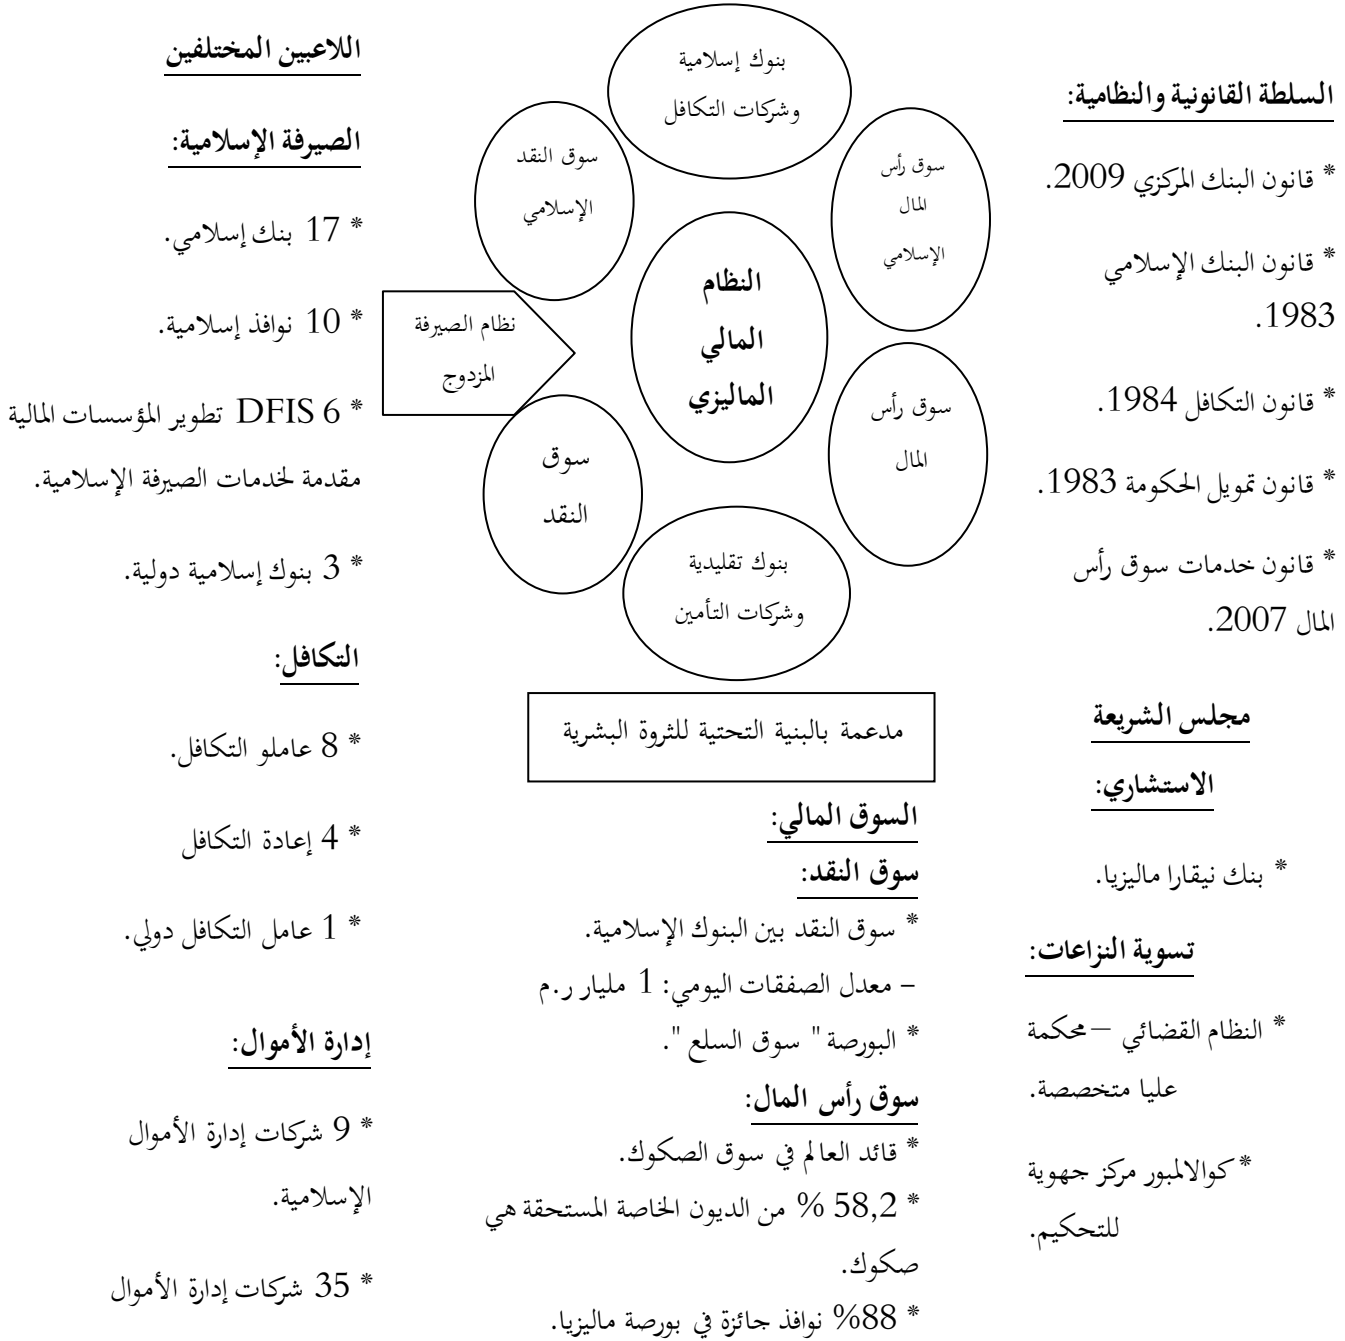 السلطة القانونية والنظامية:
* قانون البنك المركزي 2009.
* قانون البنك الإسلامي
1983.
* قانون التكافل 1984.
* قانون تمويل الحكومة 1983.
* قانون خدمات سوق رأس
المال 2007.
مجلس الشريعة
الاستشاري:
* بنك نيقارا ماليزيا.
تسوية النزاعات:
* النظام القضائي – محكمة
عليا متخصصة.
* كوالالمبور مركز جهوية
للتحكيم.
بنوك إسلامية
وشركات التكافل
سوق رأس
المال
الإسلامي
سوق النقد
الإسلامي
النظام
المالي
الماليزي
نظام الصيرفة
المزدوج
سوق رأس
المال
سوق
النقد
بنوك تقليدية
وشركات التأمين
مدعمة بالبنية التحتية للثروة البشرية
السوق المالي:
سوق النقد:
* سوق النقد بين البنوك الإسلامية.
– معدل الصفقات اليومي: 1 مليار ر.م
* البورصة " سوق السلع ".
سوق رأس المال:
* قائد العالم في سوق الصكوك.
* 58,2 % من الديون الخاصة المستحقة هي
صكوك.
* 88% نوافذ جائزة في بورصة ماليزيا.
اللاعبين المختلفين
الصيرفة الإسلامية:
* 17 بنك إسلامي.
* 10 نوافذ إسلامية.
* 6 DFIS تطوير المؤسسات المالية
مقدمة لخدمات الصيرفة الإسلامية.
* 3 بنوك إسلامية دولية.
التكافل:
* 8 عاملو التكافل.
* 4 إعادة التكافل
* 1 عامل التكافل دولي.
إدارة الأموال:
* 9 شركات إدارة الأموال
الإسلامية.
* 35 شركات إدارة الأموال